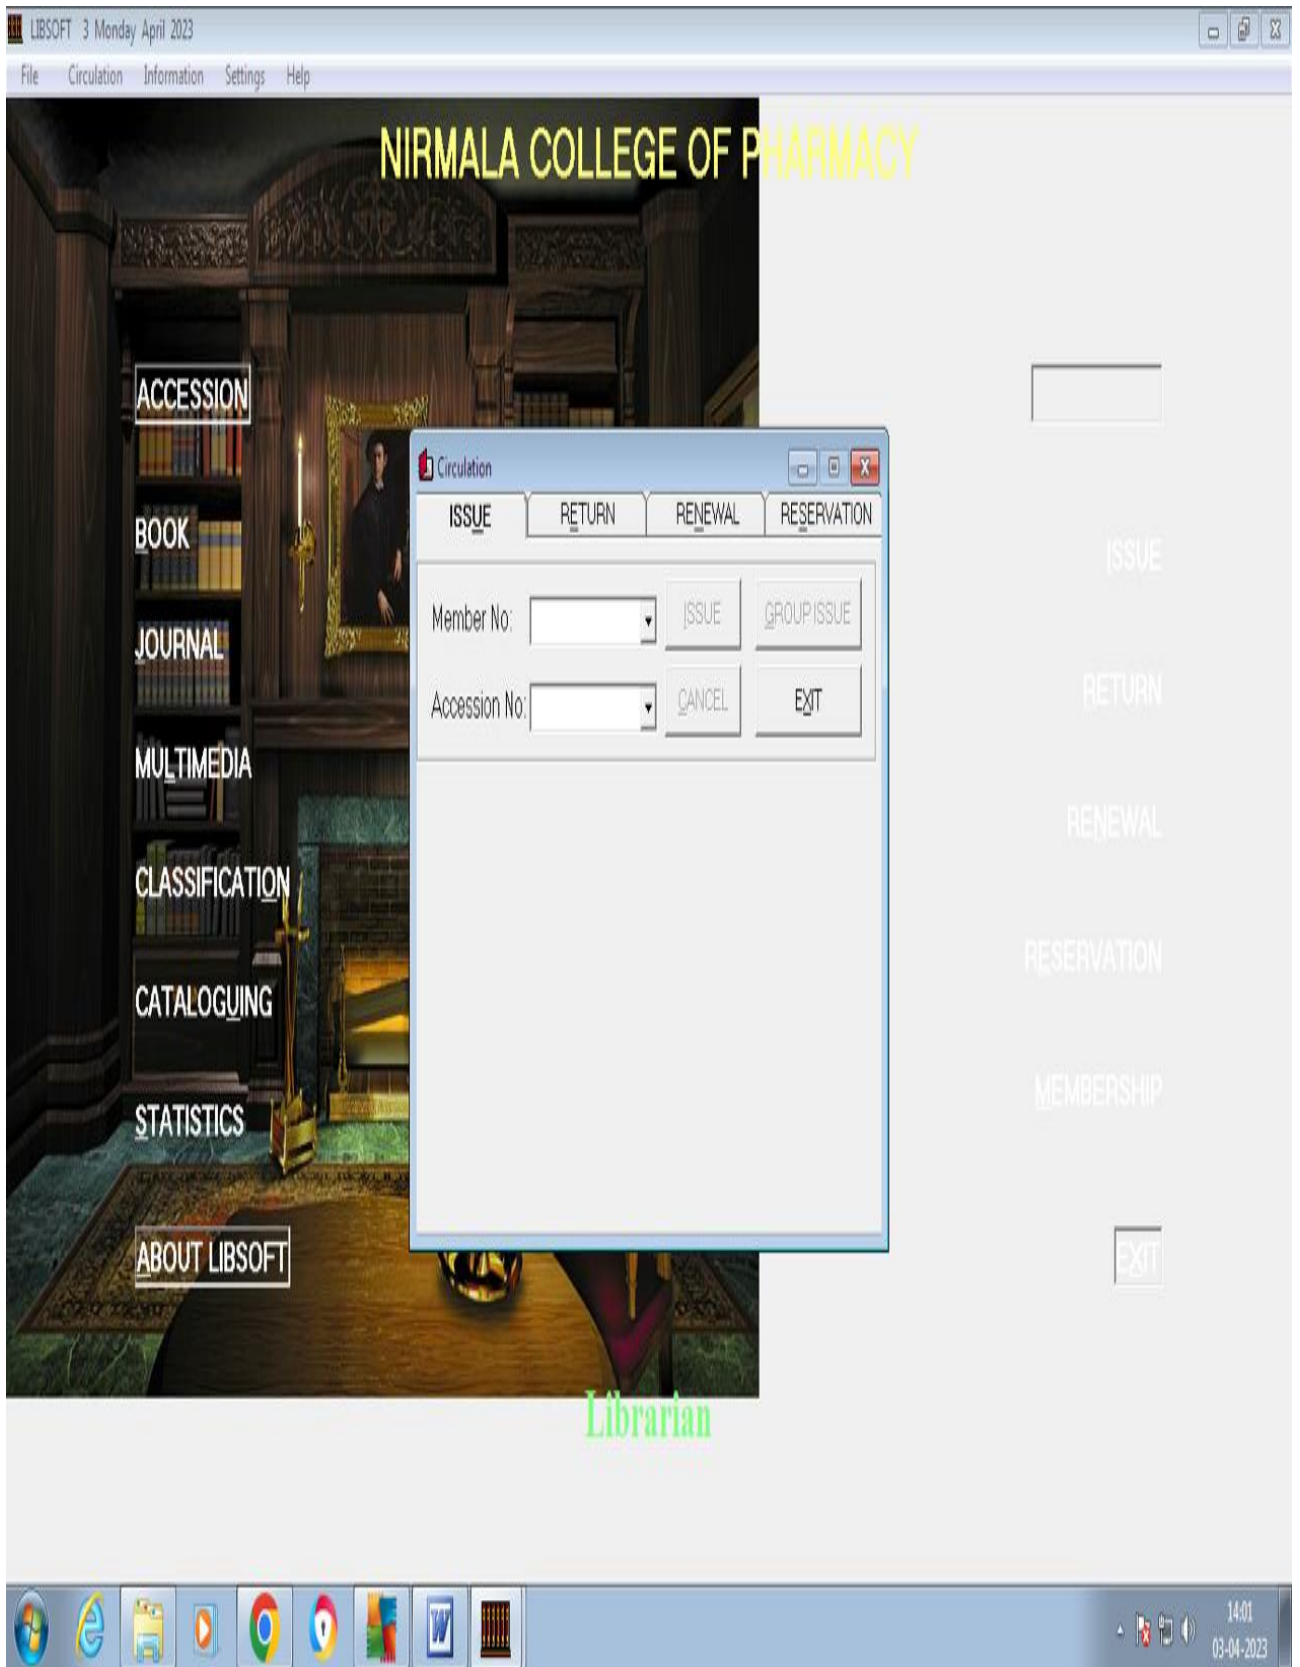 LIBSOFT 3 Monday April 2023
File Circulation Information Settings Help
NIRMALA COLLEGE OF PHARMACY
ACCESSION
BOOK
JOURNAL
MULTIMEDIA
CLASSIFICATION
CATALOGUING
STATISTICS
ABOUT LIBSOFT
Circulation
ISSUE RETURN RENEWAL RESERVATION
Member No: ISSUE GROUP ISSUE
Accession No: CANCEL EXIT
ISSUE
RETURN
RENEWAL
RESERVATION
MEMBERSHIP
EXIT
Librarian
14:01
03-04-2023